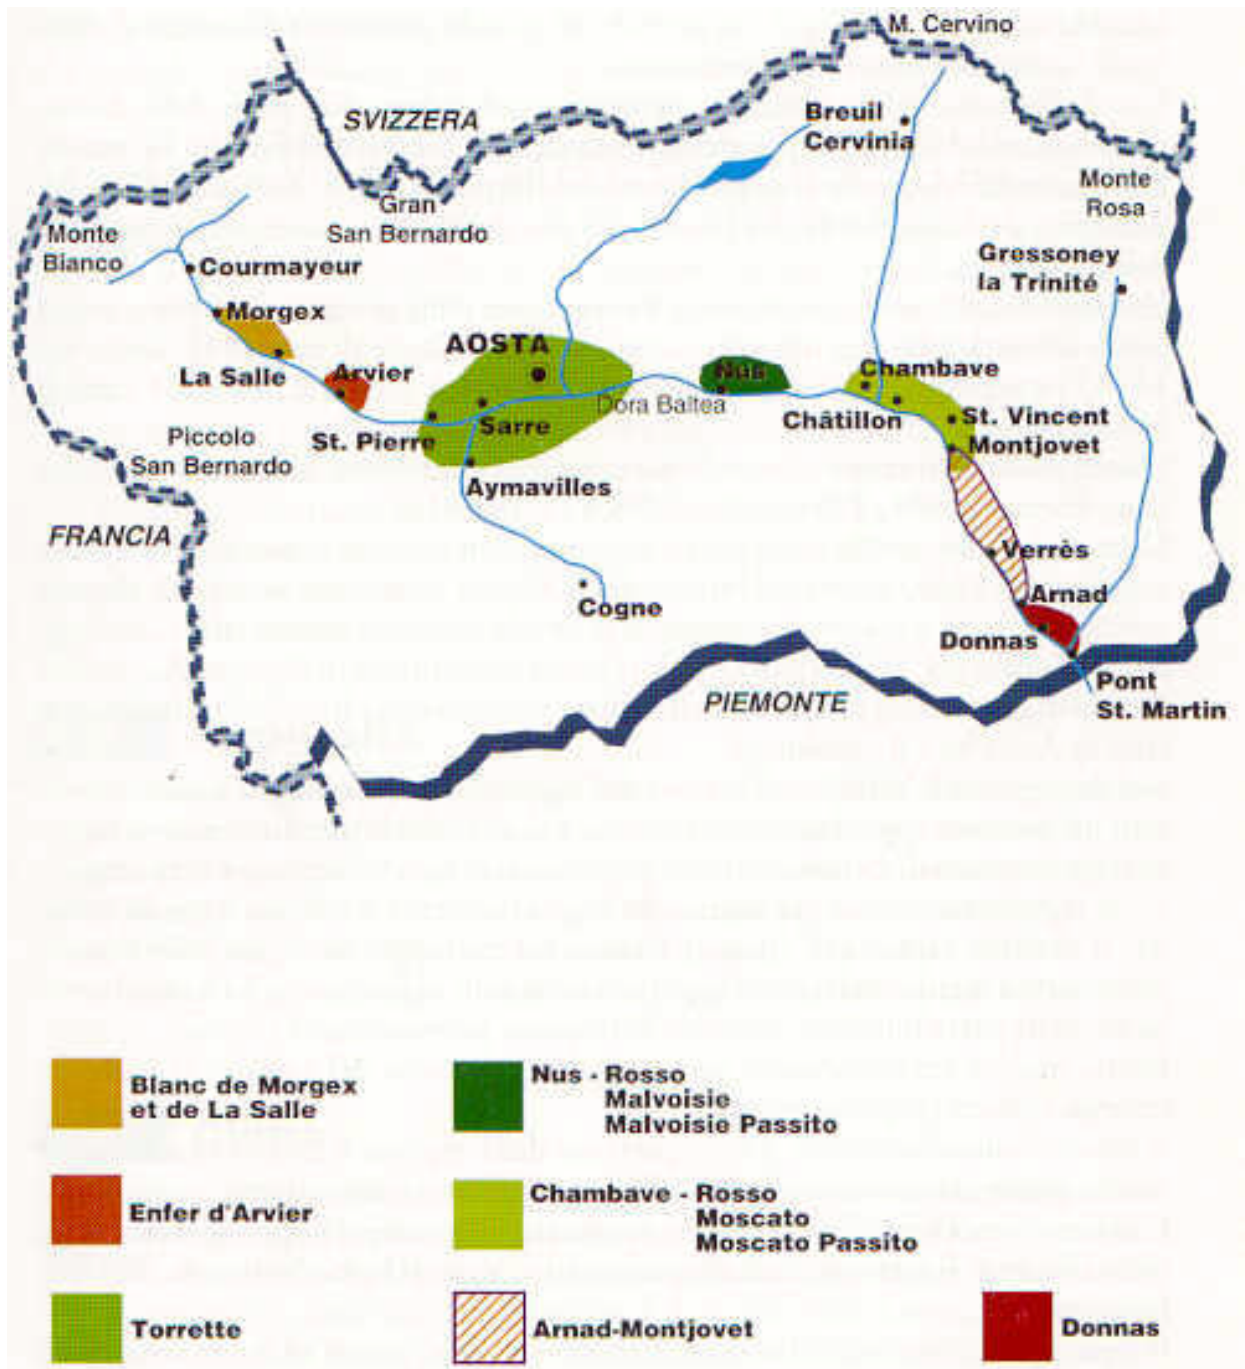 M. Cervino
SVIZZERA
Breuil
Cervinia
Monte
Rosa
Gran
San Bernardo
Monte
Bianco
Courmayeur
Gressoney
la Trinité
Morgex
AOSTA
La Salle
Arvier
Nus
Chambave
Dora Baltea
Châtillon
St. Vincent
Sarre
St. Pierre
Montjovet
Piccolo
San Bernardo
Aymavilles
FRANCIA
Verrès
Arnad
Cogne
Donnas
PIEMONTE
Pont
St. Martin
Blanc de Morgex
et de La Salle
Nus - Rosso
Malvoisie
Malvoisie Passito
Enfer d'Arvier
Chambave - Rosso
Moscato
Moscato Passito
Torrette
Arnad-Montjovet
Donnas